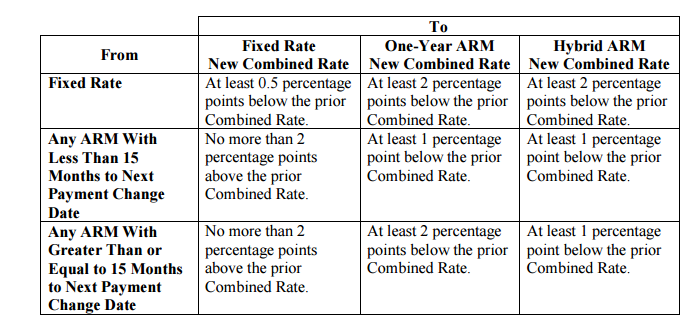 To
From
Fixed Rate
New Combined Rate
One-Year ARM
New Combined Rate
Hybrid ARM
New Combined Rate
Fixed Rate
At least 0.5 percentage
points below the prior
Combined Rate.
At least 2 percentage
points below the prior
Combined Rate.
At least 2 percentage
points below the prior
Combined Rate.
Any ARM With
Less Than 15
Months to Next
Payment Change
Date
No more than 2
percentage points
above the prior
Combined Rate.
At least 1 percentage
point below the prior
Combined Rate.
At least 1 percentage
point below the prior
Combined Rate.
Any ARM With
Greater Than or
Equal to 15 Months
to Next Payment
Change Date
No more than 2
percentage points
above the prior
Combined Rate.
At least 2 percentage
points below the prior
Combined Rate.
At least 1 percentage
point below the prior
Combined Rate.